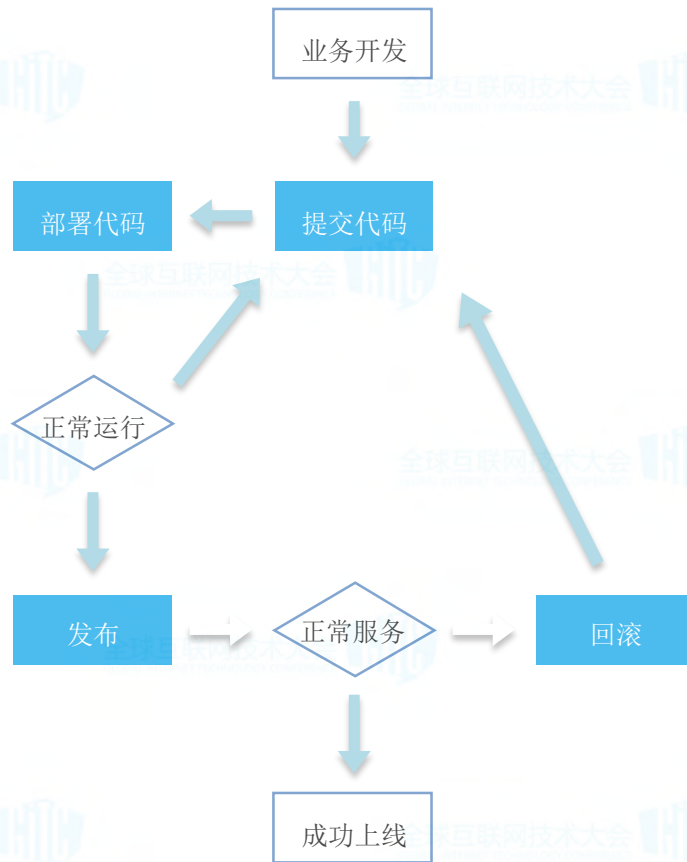 业务开发
全球互联网技术大会
部署代码
提交代码
全球互联网技术大会
正常运行
全球互联网技术大会
发布
正常服务
回滚
全球互联网技术大会
成功上线
全球互联网技术大会